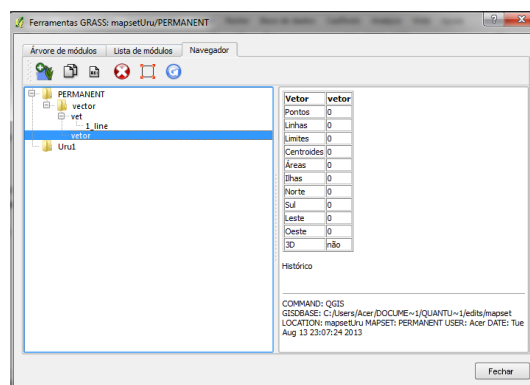 Ferramentas GRASS: mapsetUru/PERMANENT
Árvore de módulos Lista de módulos Navegador
PERMANENT
vector
vet
1_line
vetor
Uru1
Vetor vetor
Pontos 0
Linhas 0
Limites 0
Centroides 0
Áreas 0
Ilhas 0
Norte 0
Sul 0
Leste 0
Oeste 0
3D não
Histórico
COMMAND: QGIS
GISDBASE: C:/Users/Acer/DOCUME~1/QUANTU~1/edits/mapset
LOCATION: mapsetUru MAPSET: PERMANENT USER: Acer DATE: Tue
Aug 13 23:07:24 2013
Fechar